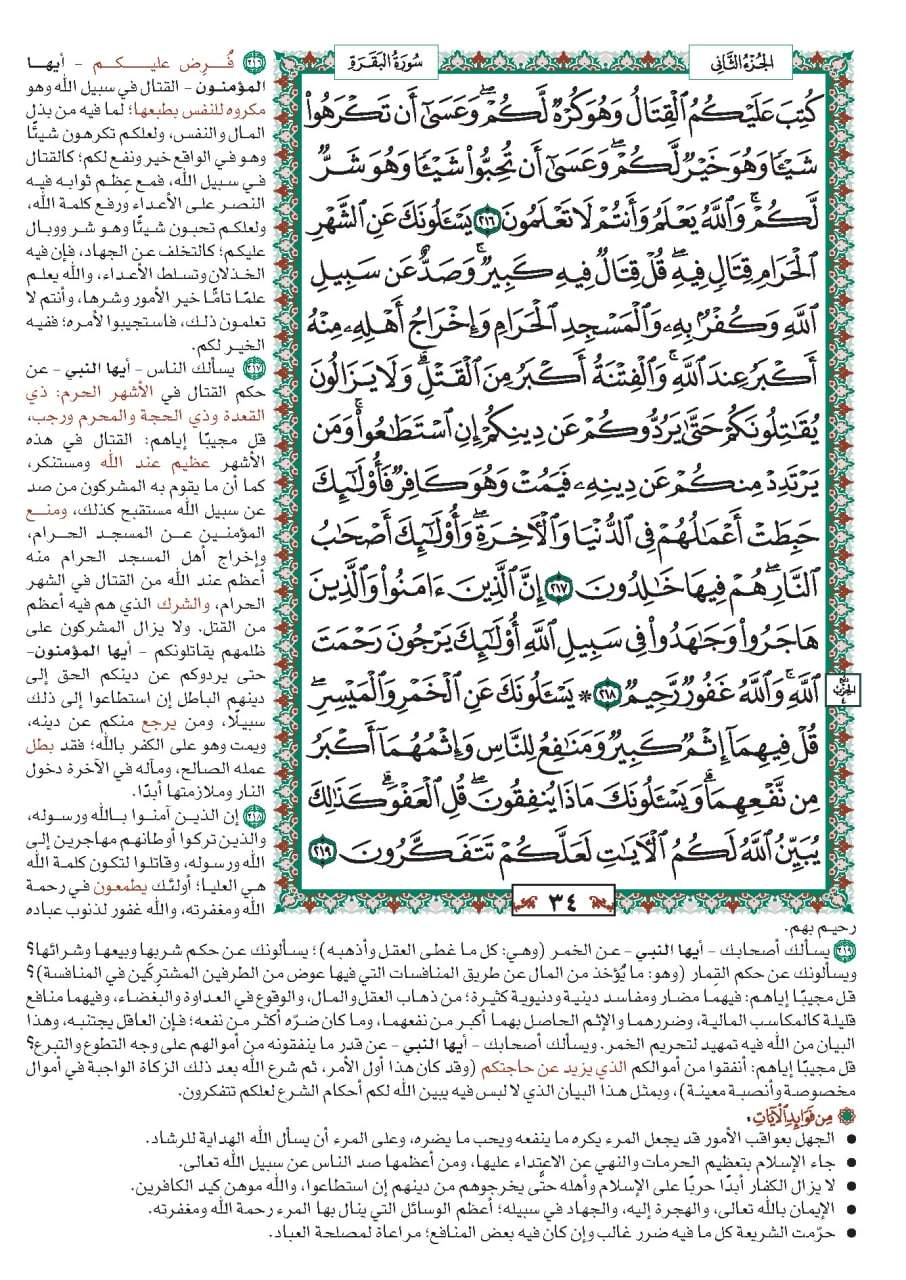 الجُزْءُ الثَّانِي
سُورَةُ البَقَرَةِ
كُتِبَ عَلَيْكُمُ ٱلْقِتَالُ وَهُوَ كُرْهٌ لَّكُمْ ۖ وَعَسَىٰٓ أَن تَكْرَهُوا۟
شَيْـًٔا وَهُوَ خَيْرٌ لَّكُمْ ۖ وَعَسَىٰٓ أَن تُحِبُّوا۟ شَيْـًٔا وَهُوَ شَرٌّ
لَّكُمْ ۗ وَٱللَّهُ يَعْلَمُ وَأَنتُمْ لَا تَعْلَمُونَ ٢١٦ يَسْـَٔلُونَكَ عَنِ ٱلشَّهْرِ
ٱلْحَرَامِ قِتَالٍ فِيهِ ۖ قُلْ قِتَالٌ فِيهِ كَبِيرٌ ۖ وَصَدٌّ عَن سَبِيلِ
ٱللَّهِ وَكُفْرٌۢ بِهِۦ وَٱلْمَسْجِدِ ٱلْحَرَامِ وَإِخْرَاجُ أَهْلِهِۦ مِنْهُ
أَكْبَرُ عِندَ ٱللَّهِ ۚ وَٱلْفِتْنَةُ أَكْبَرُ مِنَ ٱلْقَتْلِ ۗ وَلَا يَزَالُونَ
يُقَٰتِلُونَكُمْ حَتَّىٰ يَرُدُّوكُمْ عَن دِينِكُمْ إِنِ ٱسْتَطَٰعُوا۟ ۚ وَمَن
يَرْتَدِدْ مِنكُمْ عَن دِينِهِۦ فَيَمُتْ وَهُوَ كَافِرٌ فَأُو۟لَٰٓئِكَ
حَبِطَتْ أَعْمَٰلُهُمْ فِى ٱلدُّنْيَا وَٱلْـَٔاخِرَةِ ۖ وَأُو۟لَٰٓئِكَ أَصْحَٰبُ
ٱلنَّارِ ۖ هُمْ فِيهَا خَٰلِدُونَ ٢١٧ إِنَّ ٱلَّذِينَ ءَامَنُوا۟ وَٱلَّذِينَ
هَاجَرُوا۟ وَجَٰهَدُوا۟ فِى سَبِيلِ ٱللَّهِ أُو۟لَٰٓئِكَ يَرْجُونَ رَحْمَتَ
ٱللَّهِ ۚ وَٱللَّهُ غَفُورٌ رَّحِيمٌ ٢١٨ ۞ يَسْـَٔلُونَكَ عَنِ ٱلْخَمْرِ وَٱلْمَيْسِرِ ۖ
قُلْ فِيهِمَآ إِثْمٌ كَبِيرٌ وَمَنَٰفِعُ لِلنَّاسِ وَإِثْمُهُمَآ أَكْبَرُ
مِن نَّفْعِهِمَا ۗ وَيَسْـَٔلُونَكَ مَاذَا يُنفِقُونَ ۖ قُلِ ٱلْعَفْوَ ۗ كَذَٰلِكَ
يُبَيِّنُ ٱللَّهُ لَكُمُ ٱلْـَٔايَٰتِ لَعَلَّكُمْ تَتَفَكَّرُونَ ٢١٩
ربع
الحزب
٤
٣٤
٢١٦ فُرِض عليكم - أيها
المؤمنون - القتال في سبيل الله وهو
مكروه للنفس بطبعها؛ لما فيه من بذل
المال والنفس، ولعلكم تكرهون شيئًا
وهو في الواقع خير ونفع لكم؛ كالقتال
في سبيل الله، فمع عِظم ثوابه فيه
النصر على الأعداء ورفع كلمة الله،
ولعلكم تحبون شيئًا وهو شر ووبال
عليكم؛ كالتخلف عن الجهاد، فإن فيه
الخذلان وتسلط الأعداء، والله يعلم
علمًا تامًّا خير الأمور وشرها، وأنتم لا
تعلمون ذلك، فاستجيبوا لأمره؛ ففيه
الخير لكم.
٢١٧ يسألك الناس - أيها النبي - عن
حكم القتال في الأشهر الحرم: ذي
القعدة وذي الحجة والمحرم ورجب،
قل مجيبًا إياهم: القتال في هذه
الأشهر عظيم عند الله ومستنكر،
كما أن ما يقوم به المشركون من صد
عن سبيل الله مستقبح كذلك، ومنع
المؤمنين عن المسجد الحرام،
وإخراج أهل المسجد الحرام منه
أعظم عند الله من القتال في الشهر
الحرام، والشرك الذي هم فيه أعظم
من القتل. ولا يزال المشركون على
ظلمهم يقاتلونكم - أيها المؤمنون-
حتى يردوكم عن دينكم الحق إلى
دينهم الباطل إن استطاعوا إلى ذلك
سبيلًا، ومن يرجع منكم عن دينه،
ويمت وهو على الكفر بالله؛ فقد بطل
عمله الصالح، ومآله في الآخرة دخول
النار وملازمتها أبدًا.
٢١٨ إن الذين آمنوا بالله ورسوله،
والذين تركوا أوطانهم مهاجرين إلى
الله ورسوله، وقاتلوا لتكون كلمة الله
هي العليا؛ أولئك يطمعون في رحمة
الله ومغفرته، والله غفور لذنوب عباده
رحيم بهم.
٢١٩ يسألك أصحابك - أيها النبي - عن الخمر (وهي: كل ما غطى العقل وأذهبه)؛ يسألونك عن حكم شربها وبيعها وشرائها؟
ويسألونك عن حكم القِمار (وهو: ما يُؤخذ من المال عن طريق المنافسات التي فيها عوض من الطرفين المشتركَين في المنافسة)؟
قل مجيبًا إياهم: فيهما مضار ومفاسد دينية ودنيوية كثيرة؛ من ذهاب العقل والمال، والوقوع في العداوة والبغضاء، وفيهما منافع
قليلة كالمكاسب المالية، وضررهما والإثم الحاصل بهما أكبر من نفعهما، وما كان ضرّه أكثر من نفعه؛ فإن العاقل يجتنبه، وهذا
البيان من الله فيه تمهيد لتحريم الخمر. ويسألك أصحابك - أيها النبي - عن قدر ما ينفقونه من أموالهم على وجه التطوع والتبرع؟
قل مجيبًا إياهم: أنفقوا من أموالكم الذي يزيد عن حاجتكم (وقد كان هذا أول الأمر، ثم شرع الله بعد ذلك الزكاة الواجبة في أموال
مخصوصة وأنصبة معينة)، وبمثل هذا البيان الذي لا لبس فيه يبين الله لكم أحكام الشرع لعلكم تتفكرون.
مِن فَوَائِدِ ٱلْآيَاتِ:
● الجهل بعواقب الأمور قد يجعل المرء يكره ما ينفعه ويحب ما يضره، وعلى المرء أن يسأل الله الهداية للرشاد.
● جاء الإسلام بتعظيم الحرمات والنهي عن الاعتداء عليها، ومن أعظمها صد الناس عن سبيل الله تعالى.
● لا يزال الكفار أبدًا حربًا على الإسلام وأهله حتَّى يخرجوهم من دينهم إن استطاعوا، والله موهن كيد الكافرين.
● الإيمان بالله تعالى، والهجرة إليه، والجهاد في سبيله؛ أعظم الوسائل التي ينال بها المرء رحمة الله ومغفرته.
● حرّمت الشريعة كل ما فيه ضرر غالب وإن كان فيه بعض المنافع؛ مراعاة لمصلحة العباد.